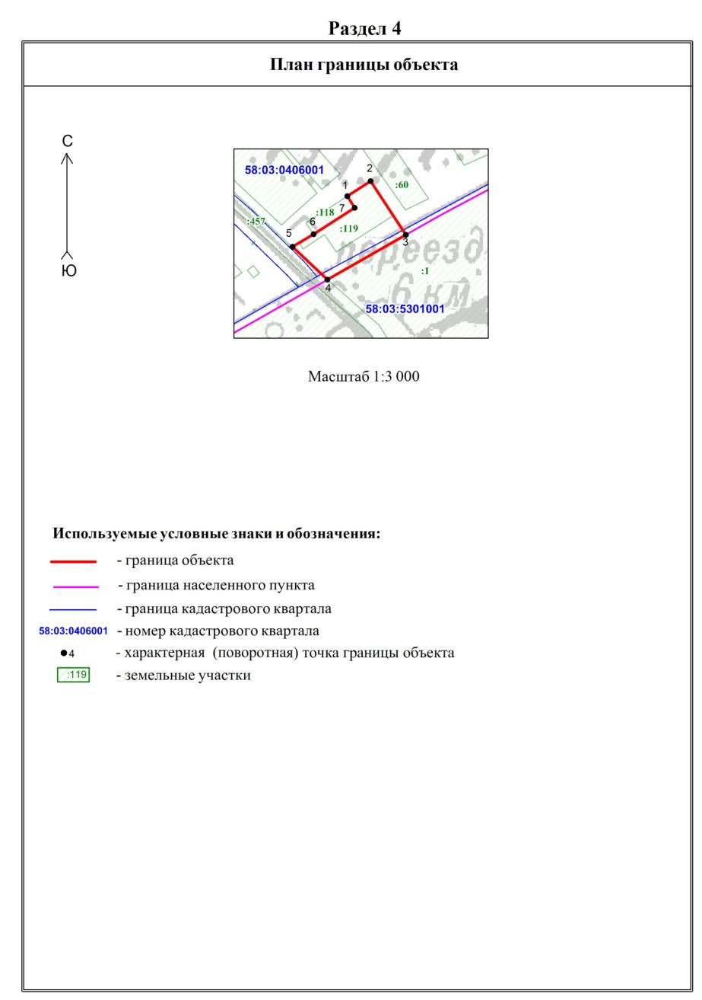 Раздел 4
План границы объекта
С
Ю
58:03:0406001
2
1
:60
7
:118
:457
6
:119
5
3
переезд
:1
4
6 км
58:03:5301001
Масштаб 1:3 000
Используемые условные знаки и обозначения:
- граница объекта
- граница населенного пункта
- граница кадастрового квартала
58:03:0406001 - номер кадастрового квартала
4 - характерная (поворотная) точка границы объекта
:119 - земельные участки